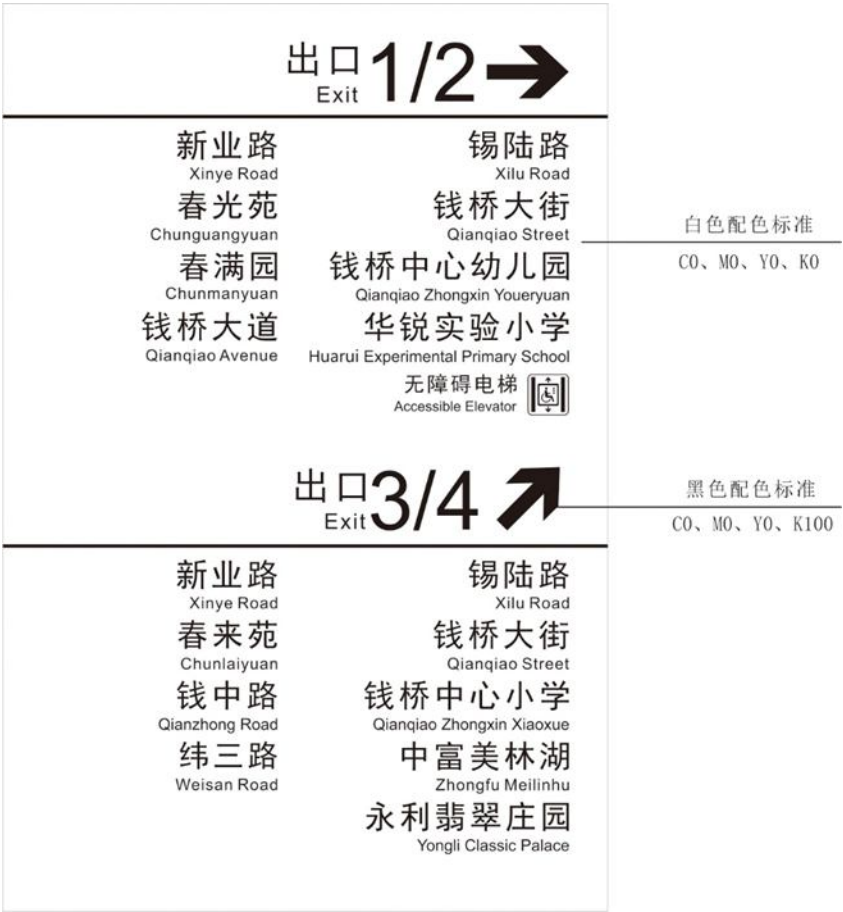 出口 1/2
Exit
新业路
Xinye Road
春光苑
Chunguangyuan
春满园
Chunmanyuan
钱桥大道
Qianqiao Avenue
锡陆路
Xilu Road
钱桥大街
Qianqiao Street
钱桥中心幼儿园
Qianqiao Zhongxin Youeryuan
华锐实验小学
Huarui Experimental Primary School
无障碍电梯
Accessible Elevator
白色配色标准
C0、M0、Y0、K0
出口 3/4
Exit
新业路
Xinye Road
春来苑
Chunlaiyuan
钱中路
Qianzhong Road
纬三路
Weisan Road
锡陆路
Xilu Road
钱桥大街
Qianqiao Street
钱桥中心小学
Qianqiao Zhongxin Xiaoxue
中富美林湖
Zhongfu Meilinhu
永利翡翠庄园
Yongli Classic Palace
黑色配色标准
C0、M0、Y0、K100